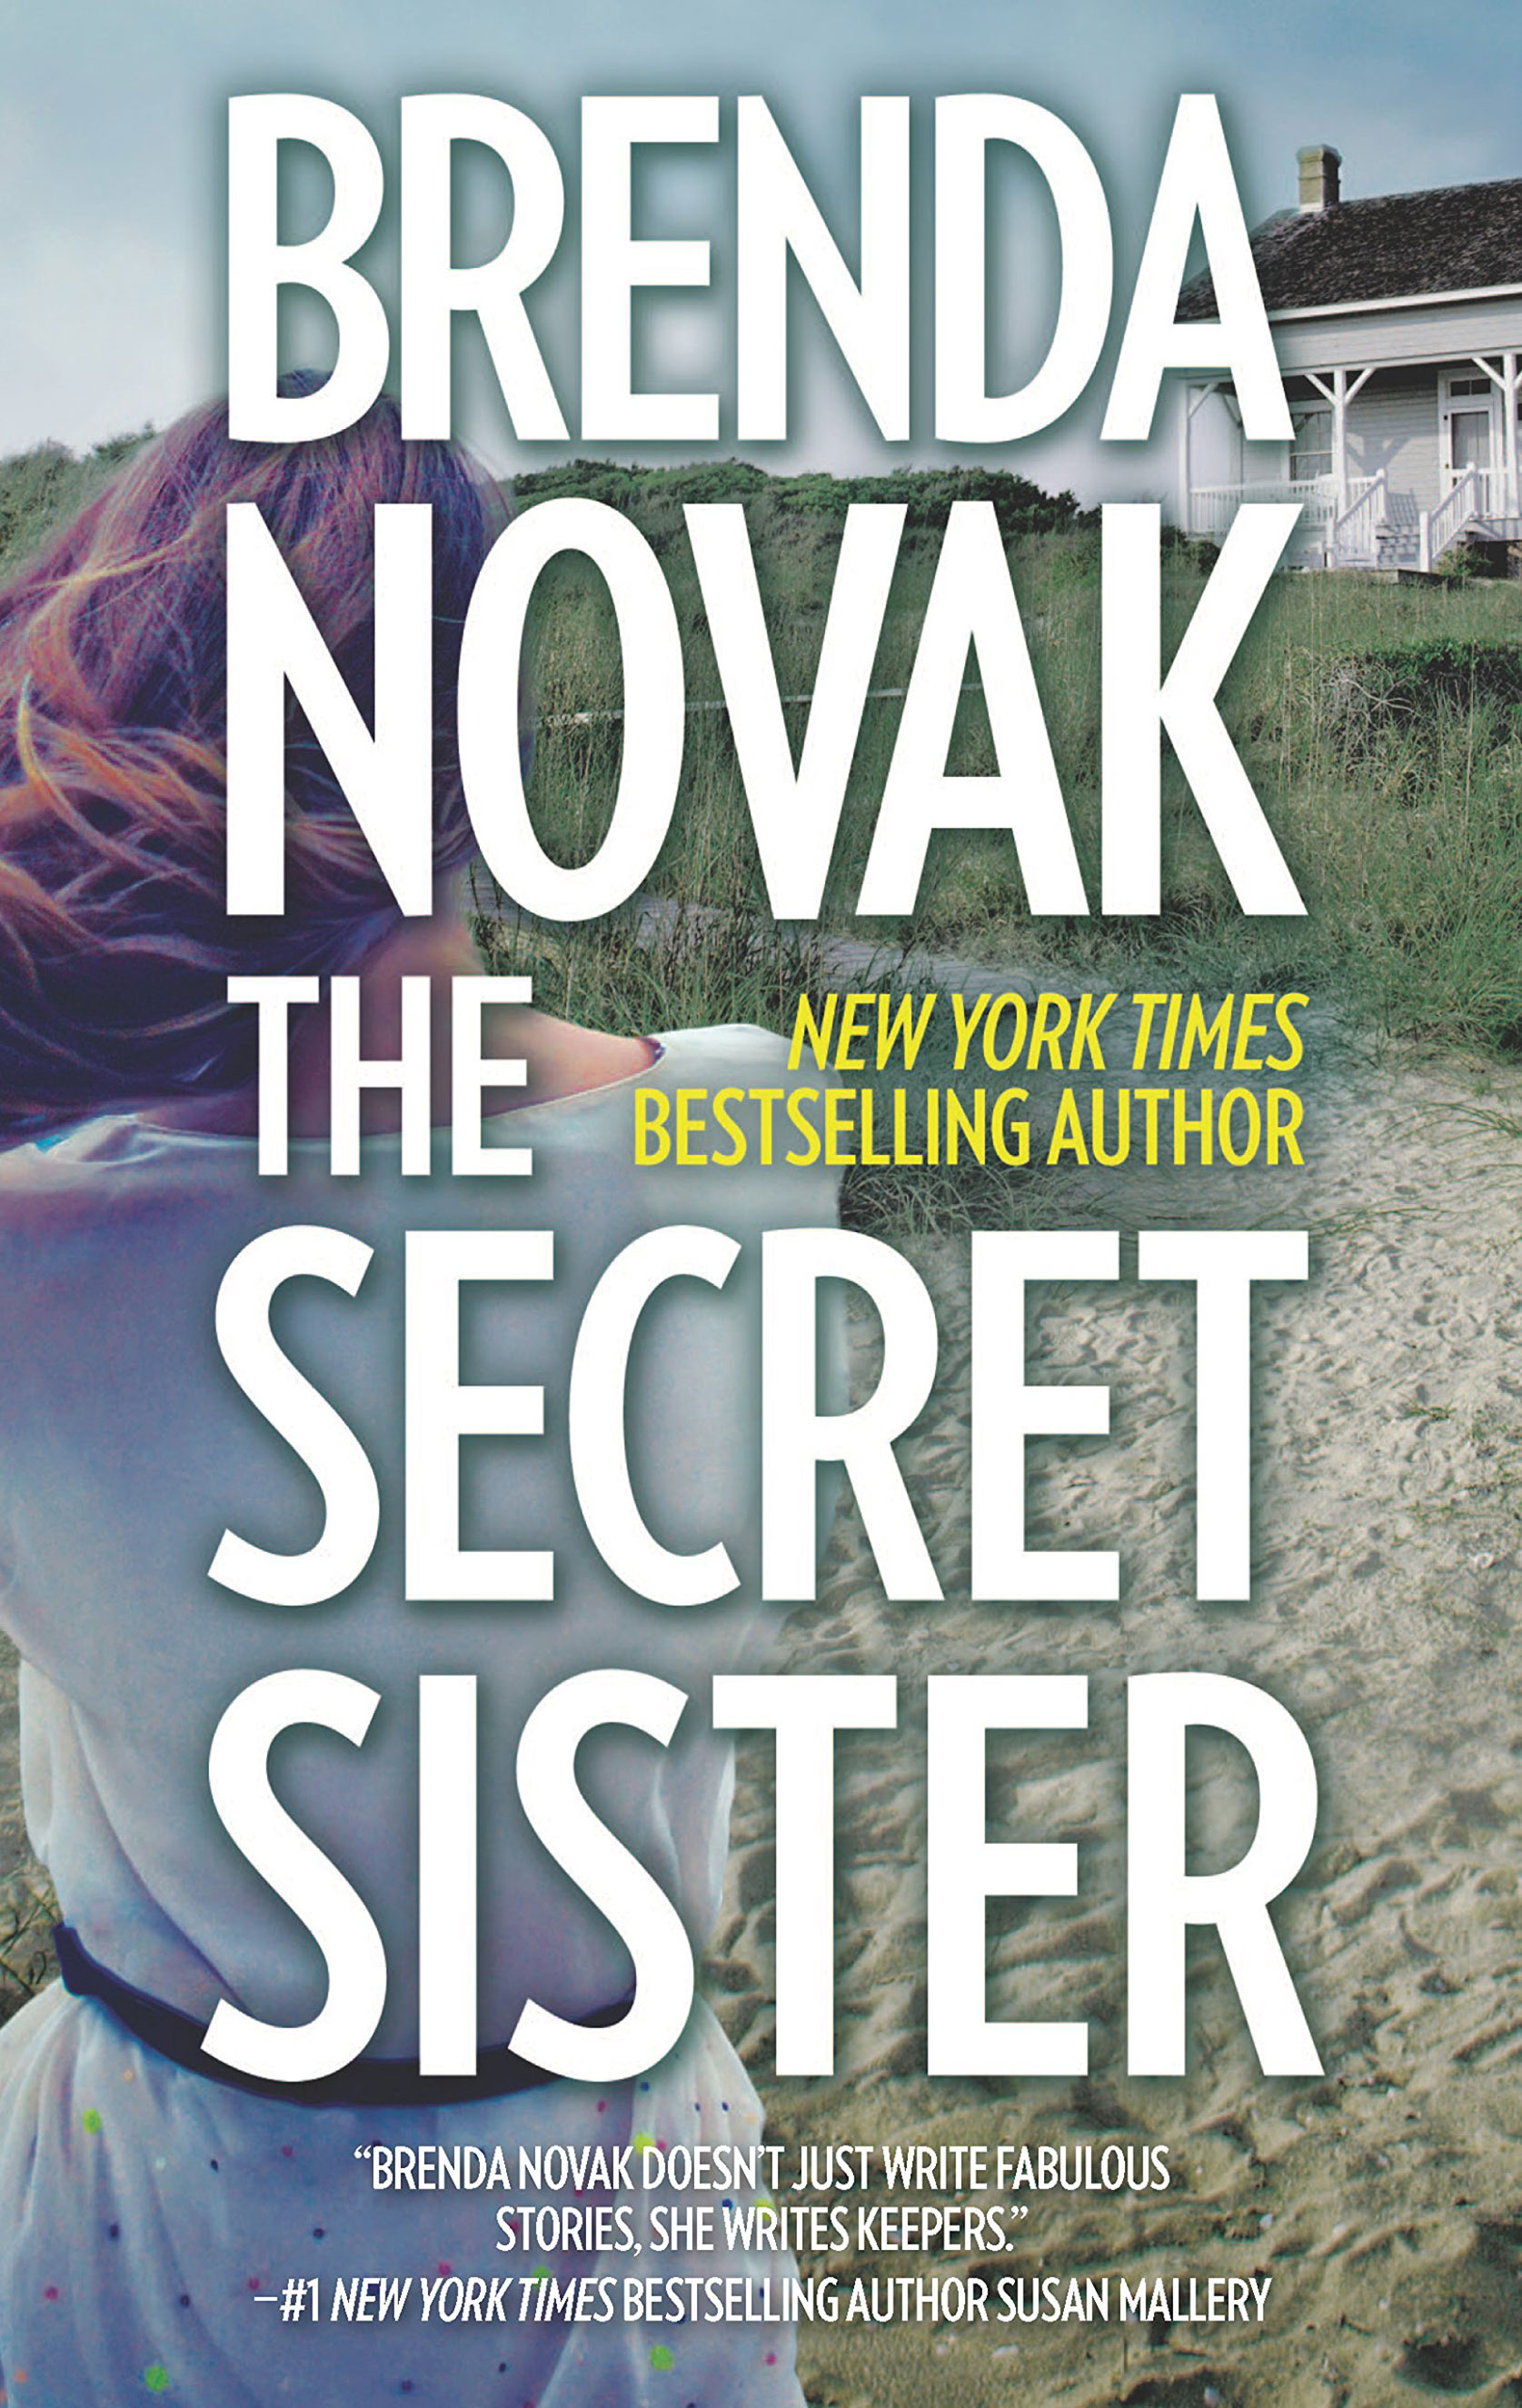 BRENDA
NOVAK
THE
NEW YORK TIMES
BESTSELLING AUTHOR
SECRET
SISTER
“BRENDA NOVAK DOESN’T JUST WRITE FABULOUS
STORIES, SHE WRITES KEEPERS.”
–#1 NEW YORK TIMES BESTSELLING AUTHOR SUSAN MALLERY